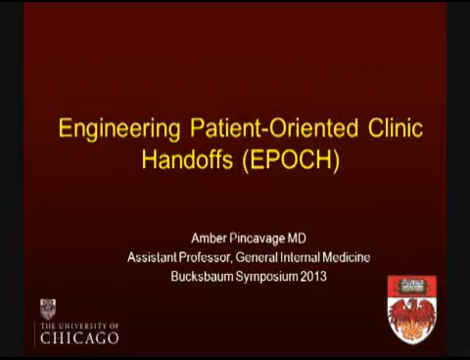 Engineering Patient-Oriented Clinic
Handoffs (EPOCH)
Amber Pincavage MD
Assistant Professor, General Internal Medicine
Bucksbaum Symposium 2013
THE UNIVERSITY OF
CHICAGO